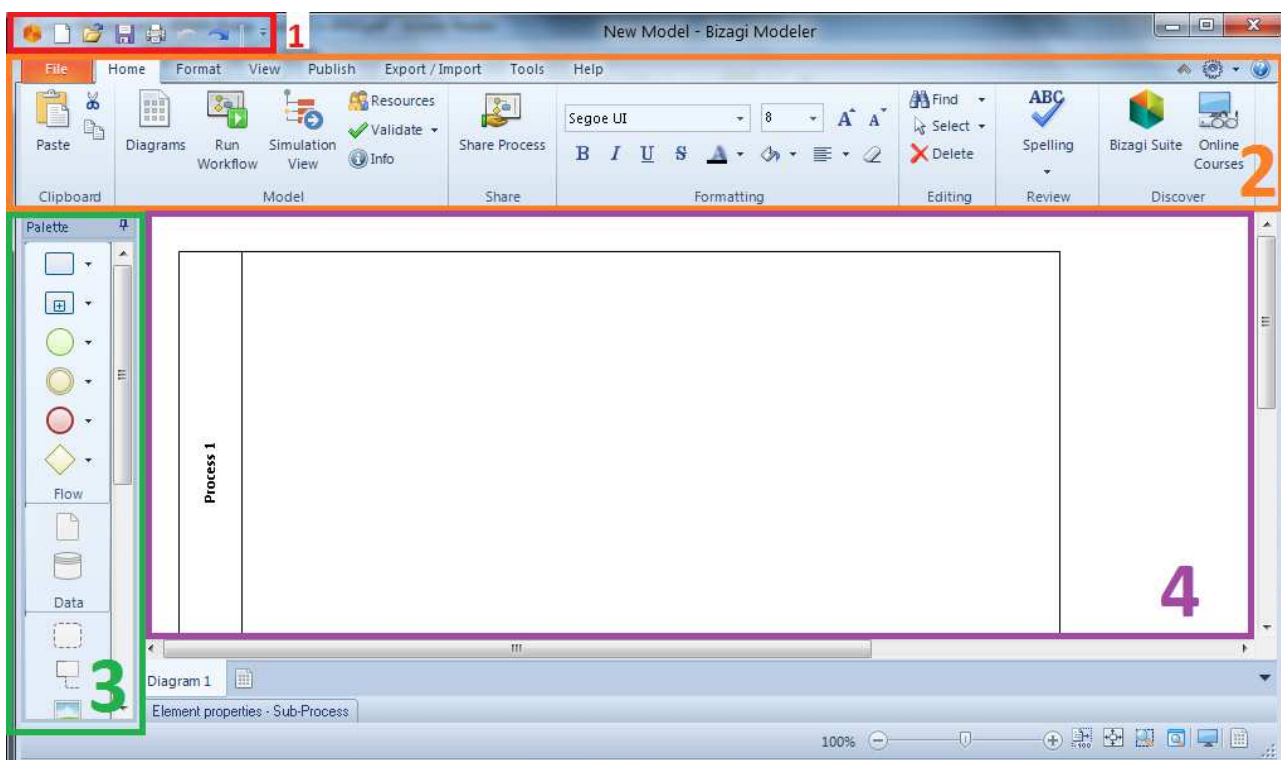 1
New Model - Bizagi Modeler
File Home Format View Publish Export / Import Tools Help
Paste
Diagrams
Run Workflow
Simulation View
Resources
Validate
Info
Share Process
Segoe UI 8 A A
B I U S A
Find
Select
Delete
ABC
Spelling
Bizagi Suite
Online Courses
2
Clipboard Model Share Formatting Editing Review Discover
Palette
Flow
Data
3
Process 1
4
Diagram 1
Element properties - Sub-Process
100%